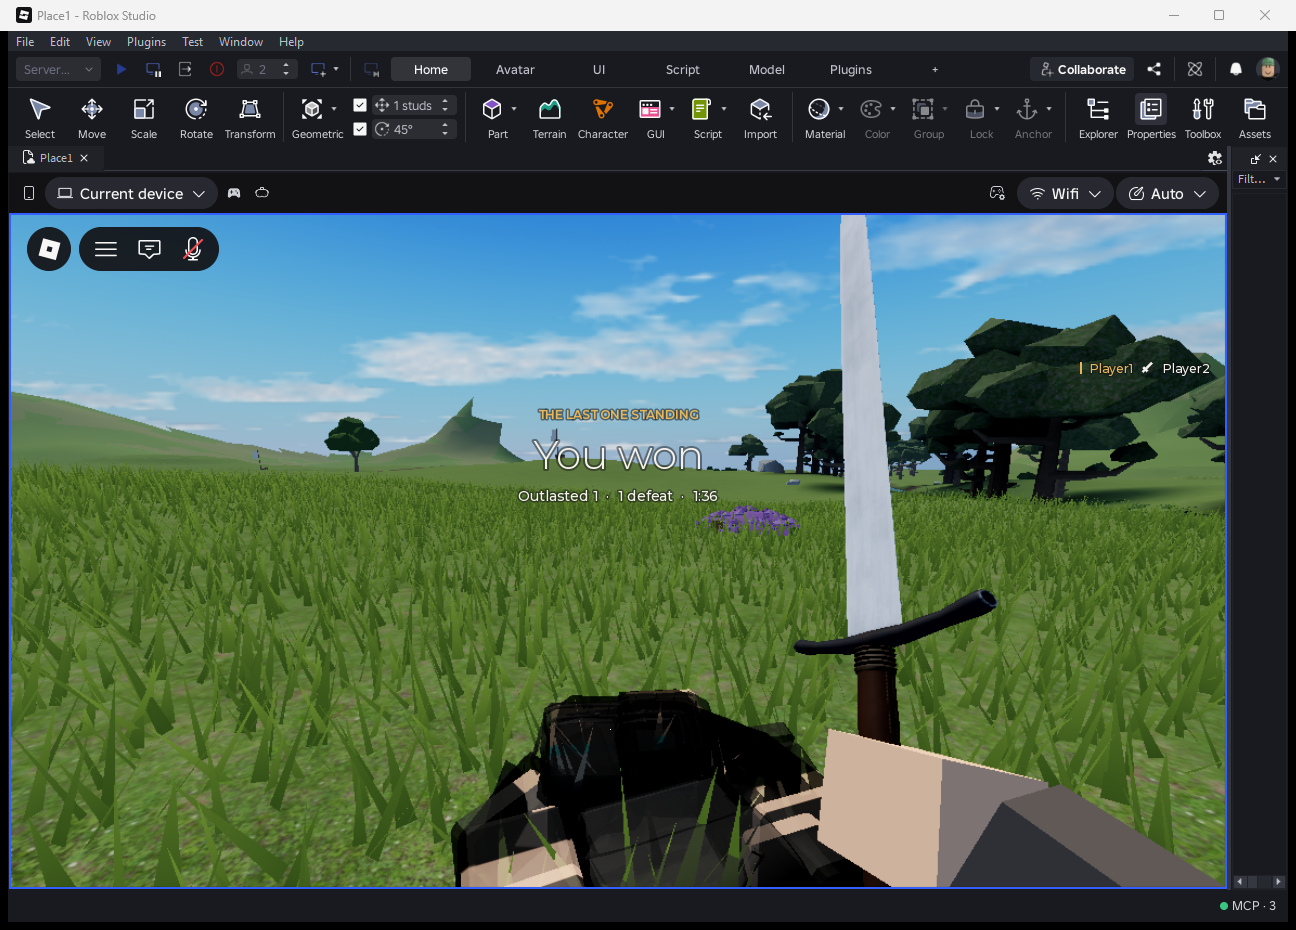 Place1 - Roblox Studio
File Edit View Plugins Test Window Help
Server... 2 Home Avatar UI Script Model Plugins + Collaborate
1 studs
45°
Select Move Scale Rotate Transform Geometric Part Terrain Character GUI Script Import Material Color Group Lock Anchor Explorer Properties Toolbox Assets
Place1
Filt...
Current device Wifi Auto
Player1 Player2
THE LAST ONE STANDING
You won
Outlasted 1 · 1 defeat · 1:36
MCP · 3